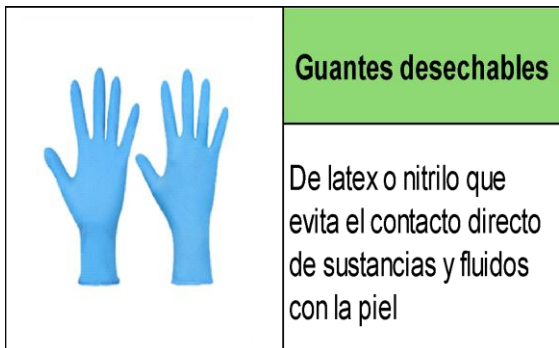 Guantes desechables
De latex o nitrilo que
evita el contacto directo
de sustancias y fluidos
con la piel